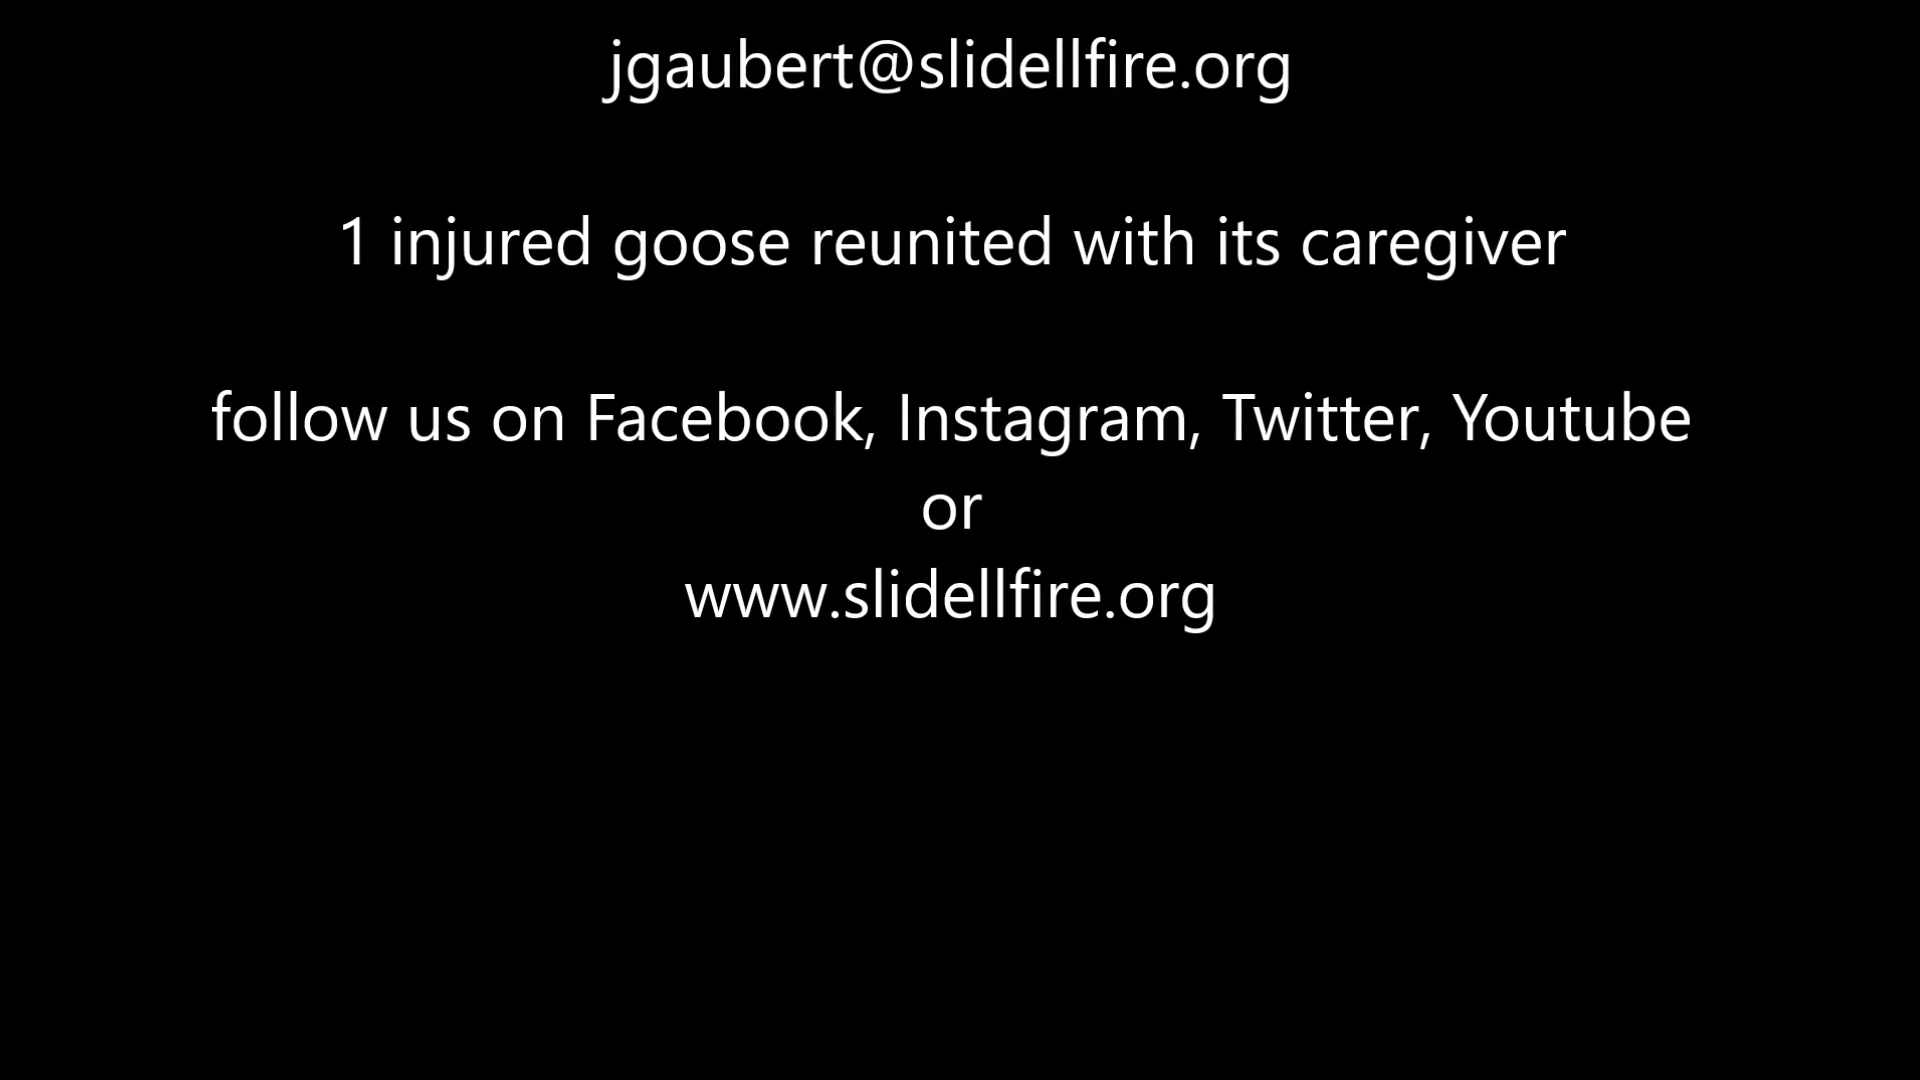 jgaubert@slidellfire.org
1 injured goose reunited with its caregiver
follow us on Facebook, Instagram, Twitter, Youtube
or
www.slidellfire.org